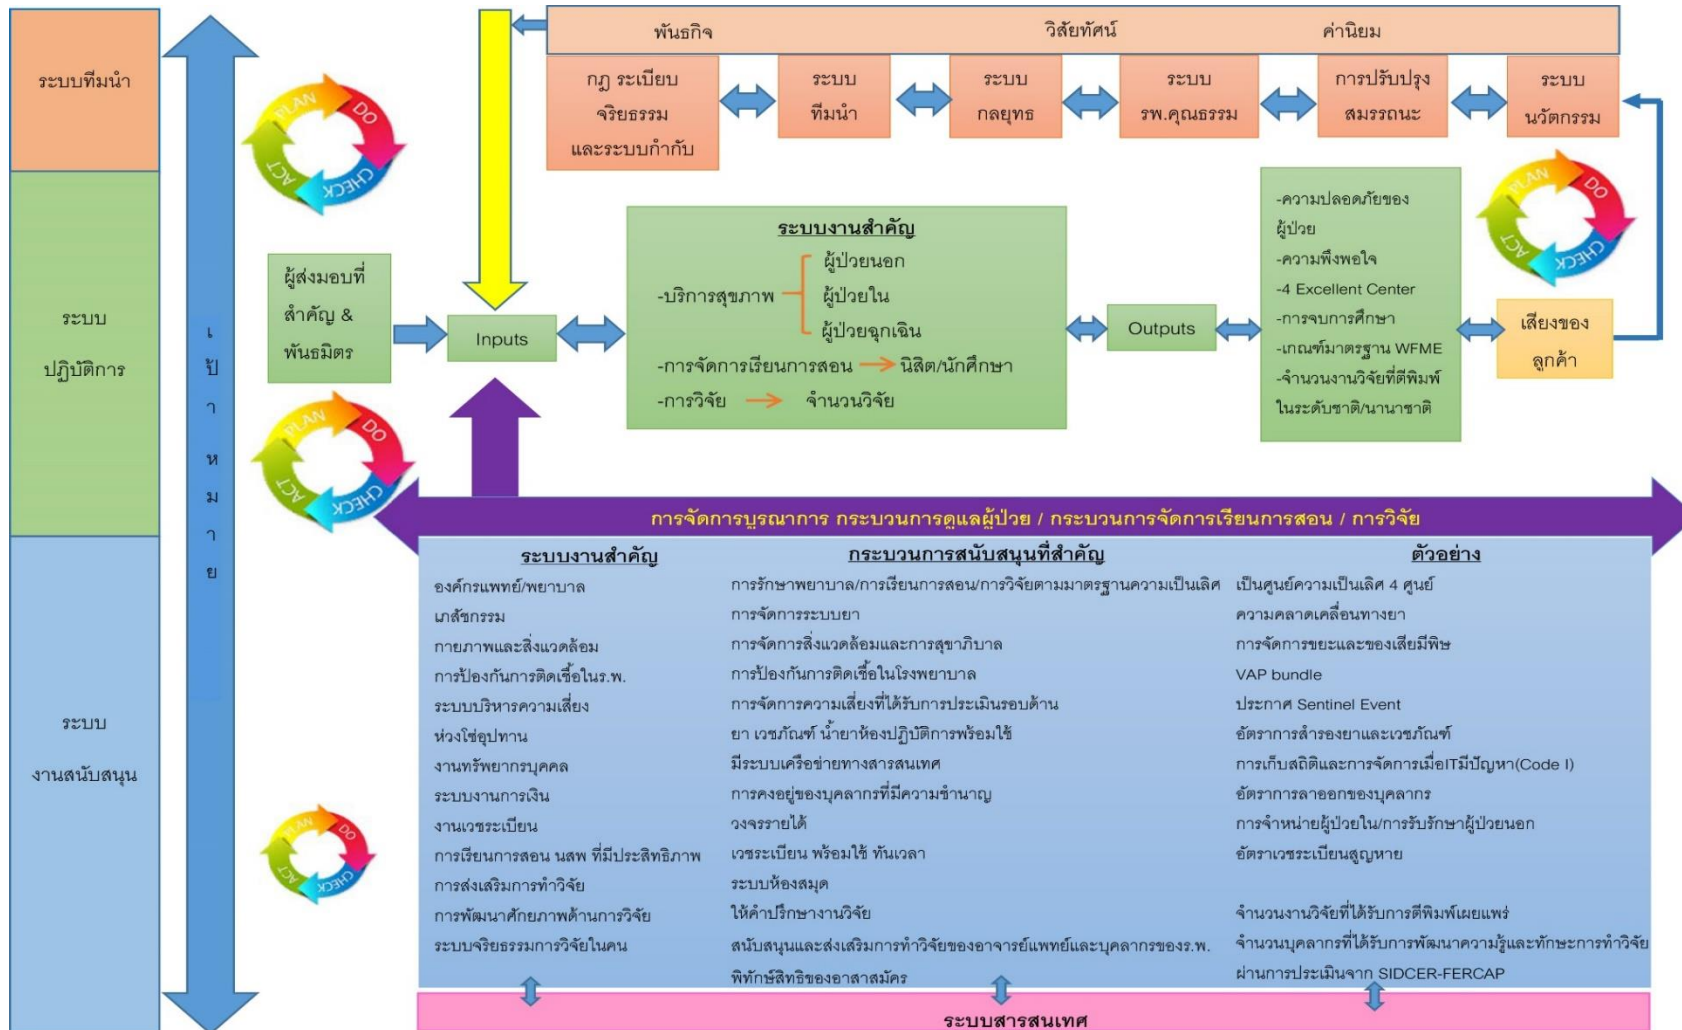 ระบบทีมนำ
ระบบ
ปฏิบัติการ
ระบบ
งานสนับสนุน
เป้าหมาย
PLAN
DO
CHECK
ACT
PLAN
DO
CHECK
ACT
PLAN
DO
CHECK
ACT
PLAN
DO
CHECK
ACT
พันธกิจ วิสัยทัศน์ ค่านิยม
กฎ ระเบียบ
จริยธรรม
และระบบกำกับ
ระบบ
ทีมนำ
ระบบ
กลยุทธ
ระบบ
รพ.คุณธรรม
การปรับปรุง
สมรรถนะ
ระบบ
นวัตกรรม
ผู้ส่งมอบที่
สำคัญ &
พันธมิตร
Inputs
ระบบงานสำคัญ
-บริการสุขภาพ
ผู้ป่วยนอก
ผู้ป่วยใน
ผู้ป่วยฉุกเฉิน
-การจัดการเรียนการสอน นิสิต/นักศึกษา
-การวิจัย จำนวนวิจัย
Outputs
-ความปลอดภัยของ
ผู้ป่วย
-ความพึงพอใจ
-4 Excellent Center
-การจบการศึกษา
-เกณฑ์มาตรฐาน WFME
-จำนวนงานวิจัยที่ตีพิมพ์
ในระดับชาติ/นานาชาติ
เสียงของ
ลูกค้า
การจัดการบูรณาการ กระบวนการดูแลผู้ป่วย / กระบวนการจัดการเรียนการสอน / การวิจัย
ระบบงานสำคัญ
องค์กรแพทย์/พยาบาล
เภสัชกรรม
กายภาพและสิ่งแวดล้อม
การป้องกันการติดเชื้อในร.พ.
ระบบบริหารความเสี่ยง
ห่วงโซ่อุปทาน
งานทรัพยากรบุคคล
ระบบงานการเงิน
งานเวชระเบียน
การเรียนการสอน นสพ ที่มีประสิทธิภาพ
การส่งเสริมการทำวิจัย
การพัฒนาศักยภาพด้านการวิจัย
ระบบจริยธรรมการวิจัยในคน
กระบวนการสนับสนุนที่สำคัญ
การรักษาพยาบาล/การเรียนการสอน/การวิจัยตามมาตรฐานความเป็นเลิศ
การจัดการระบบยา
การจัดการสิ่งแวดล้อมและการสุขาภิบาล
การป้องกันการติดเชื้อในโรงพยาบาล
การจัดการความเสี่ยงที่ได้รับการประเมินรอบด้าน
ยา เวชภัณฑ์ น้ำยาห้องปฏิบัติการพร้อมใช้
มีระบบเครือข่ายทางสารสนเทศ
การคงอยู่ของบุคลากรที่มีความชำนาญ
วงจรรายได้
เวชระเบียน พร้อมใช้ ทันเวลา
ระบบห้องสมุด
ให้คำปรึกษางานวิจัย
สนับสนุนและส่งเสริมการทำวิจัยของอาจารย์แพทย์และบุคลากรของร.พ.
พิทักษ์สิทธิของอาสาสมัคร
ตัวอย่าง
เป็นศูนย์ความเป็นเลิศ 4 ศูนย์
ความคลาดเคลื่อนทางยา
การจัดการขยะและของเสียมีพิษ
VAP bundle
ประกาศ Sentinel Event
อัตราการสำรองยาและเวชภัณฑ์
การเก็บสถิติและการจัดการเมื่อITมีปัญหา(Code I)
อัตราการลาออกของบุคลากร
การจำหน่ายผู้ป่วยใน/การรับรักษาผู้ป่วยนอก
อัตราเวชระเบียนสูญหาย
จำนวนงานวิจัยที่ได้รับการตีพิมพ์เผยแพร่
จำนวนบุคลากรที่ได้รับการพัฒนาความรู้และทักษะการทำวิจัย
ผ่านการประเมินจาก SIDCER-FERCAP
ระบบสารสนเทศ